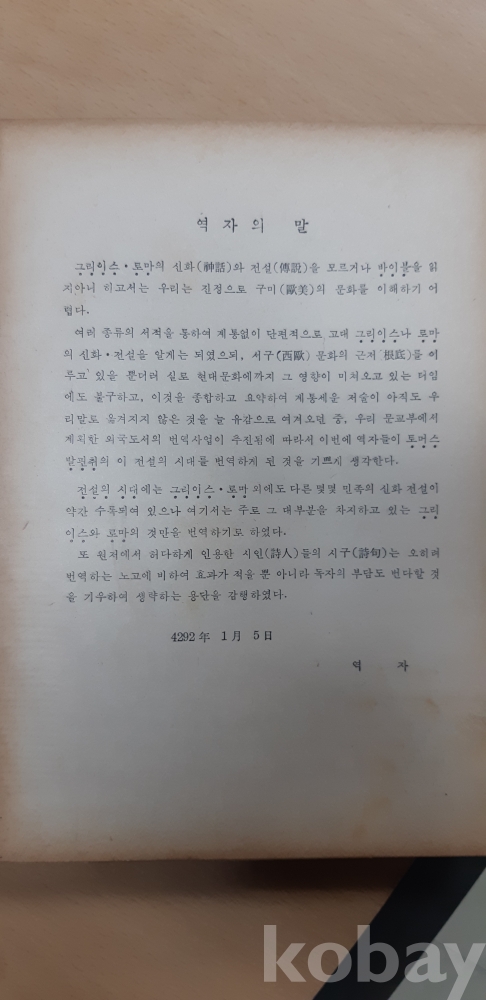 역자의 말
그리이스·로마의 신화(神話)와 전설(傳説)을 모르거나 바이블을 읽
지아니 하고서는 우리는 진정으로 구미(歐美)의 문화를 이해하기 어
렵다.
여러 종류의 서적을 통하여 계통없이 단편적으로 고대 그리이스나 로마
의 신화·전설을 알게는 되였으되, 서구(西歐) 문화의 근저(根底)를 이
루고 있을 뿐더러 실로 현대문화에까지 그 영향이 미쳐오고 있는 터임
에도 불구하고, 이것을 종합하고 요약하여 계통세운 저술이 아직도 우
리말로 옮겨지지 않은 것을 늘 유감으로 여겨오던 중, 우리 문교부에서
계획한 외국도서의 번역사업이 추진됨에 따라서 이번에 역자들이 토머스
발핀취의 이 전설의 시대를 번역하게 된 것을 기쁘게 생각한다.
전설의 시대에는 그리이스·로마 외에도 다른 몇몇 민족의 신화 전설이
약간 수록되여 있으나 여기서는 주로 그 대부분을 차지하고 있는 그리
이스와 로마의 것만을 번역하기로 하였다.
또 원저에서 허다하게 인용한 시인(詩人)들의 시구(詩句)는 오히려
번역하는 노고에 비하여 효과가 적을 뿐 아니라 독자의 부담도 번다할 것
을 기우하여 생략하는 용단을 감행하였다.
4292年 1月 5日
역 자
kobay